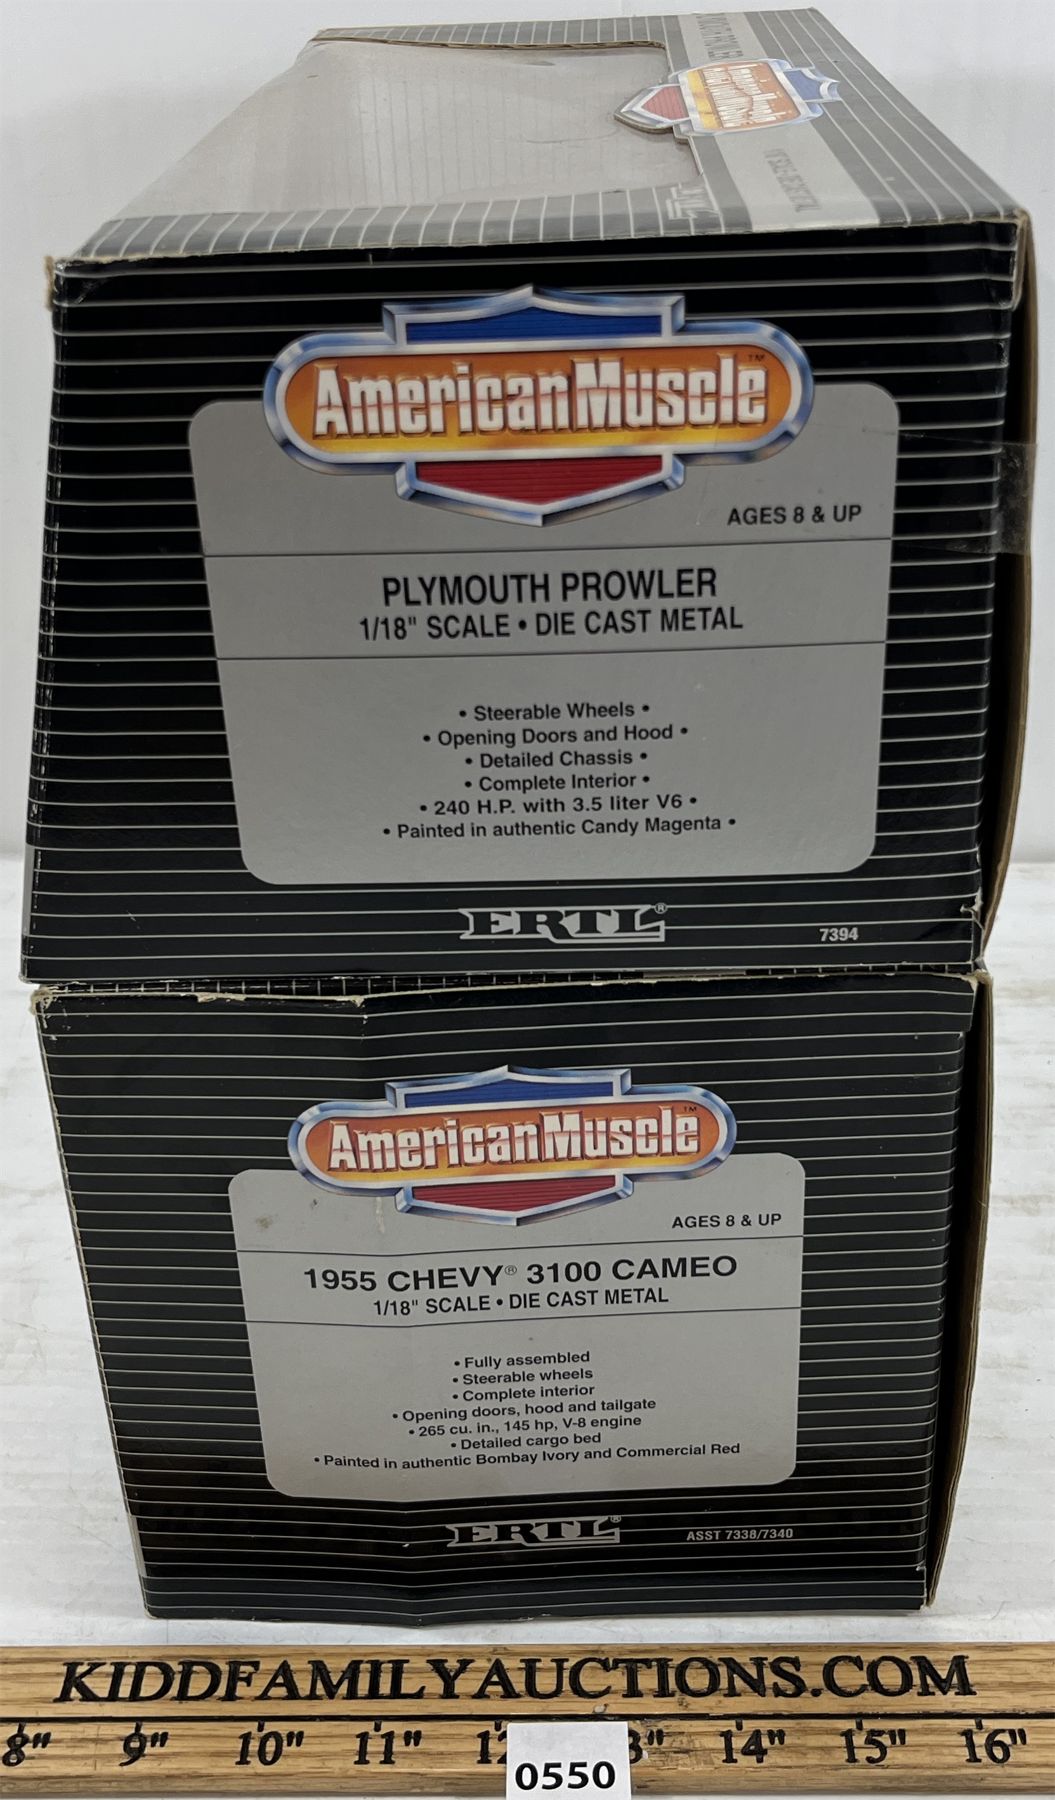 American Muscle™
AGES 8 & UP
PLYMOUTH PROWLER
1/18" SCALE • DIE CAST METAL
• Steerable Wheels •
• Opening Doors and Hood •
• Detailed Chassis •
• Complete Interior •
• 240 H.P. with 3.5 liter V6 •
• Painted in authentic Candy Magenta •
ERTL®
7394
American Muscle™
AGES 8 & UP
1955 CHEVY® 3100 CAMEO
1/18" SCALE • DIE CAST METAL
• Fully assembled
• Steerable wheels
• Complete interior
• Opening doors, hood and tailgate
• 265 cu. in., 145 hp, V-8 engine
• Detailed cargo bed
• Painted in authentic Bombay Ivory and Commercial Red
ERTL®
ASST 7338/7340
KIDDFAMILYAUCTIONS.COM
8" 9" 10" 11" 14" 15" 16"
0550